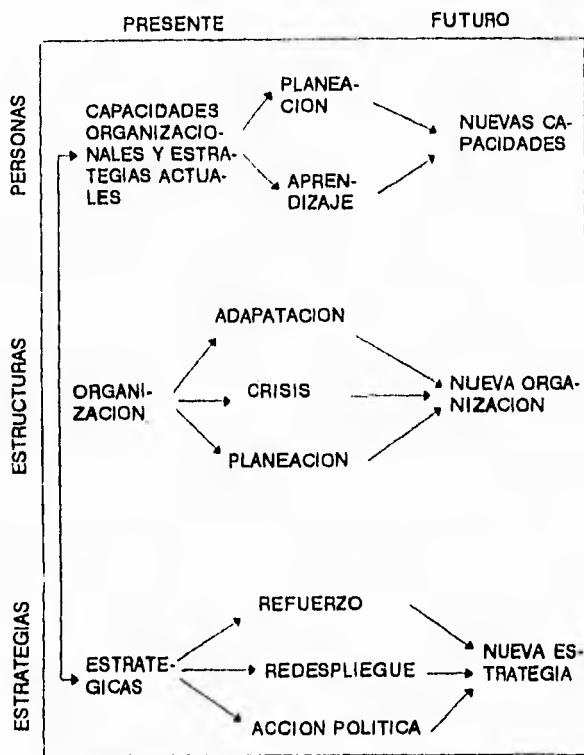 PRESENTE
FUTURO
PERSONAS
CAPACIDADES
ORGANIZACIO-
NALES Y ESTRA-
TEGIAS ACTUA-
LES
PLANEA-
CION
APREN-
DIZAJE
NUEVAS CA-
PACIDADES
ESTRUCTURAS
ORGANI-
ZACION
ADAPATACION
CRISIS
PLANEACION
NUEVA ORGA-
NIZACION
ESTRATEGIAS
ESTRATE-
GICAS
REFUERZO
REDESPLIEGUE
ACCION POLITICA
NUEVA ES-
TRATEGIA